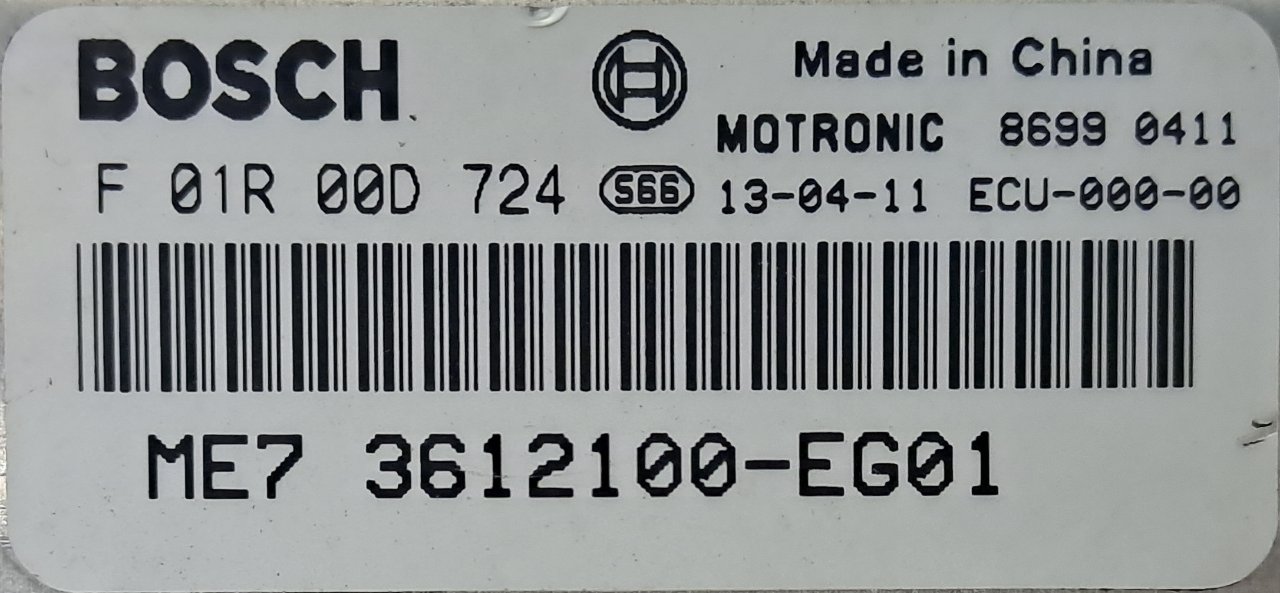 BOSCH
Made in China
MOTRONIC 8699 0411
F 01R 00D 724 S66 13-04-11 ECU-000-00
ME7 3612100-EG01